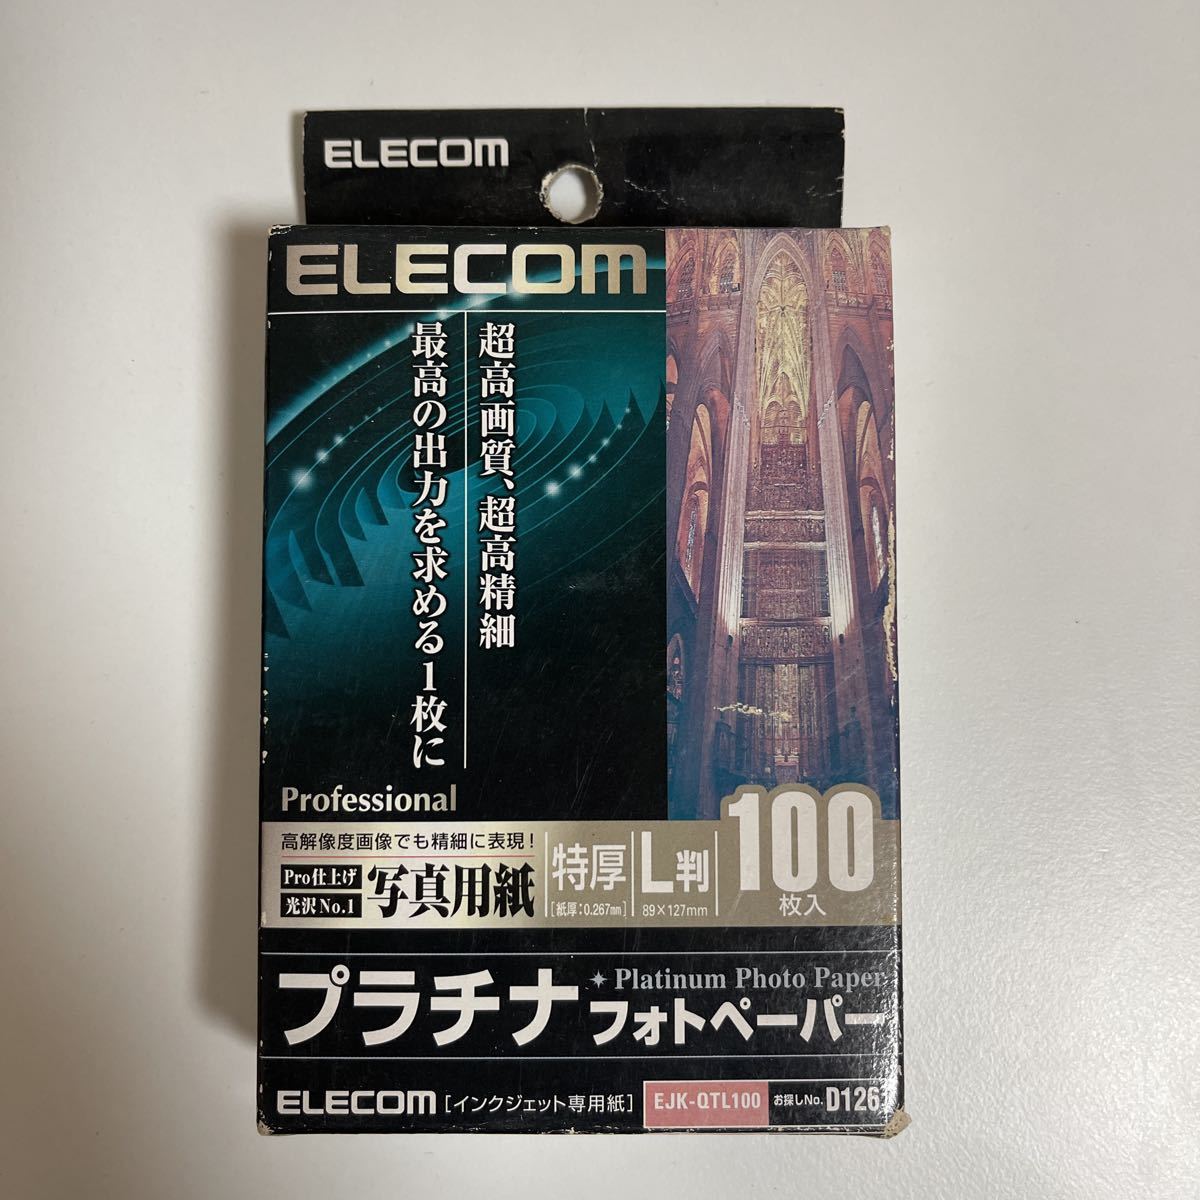 ELECOM
ELECOM
超高画質、超高精細
最高の出力を求める1枚に
Professional
高解像度画像でも精細に表現！
Pro仕上げ
光沢No.1
写真用紙
特厚
[紙厚:0.267mm]
L判
89×127mm
100
枚入
プラチナ
Platinum Photo Paper
フォトペーパー
ELECOM
[インクジェット専用紙]
EJK-QTL100
お探しNo. D126